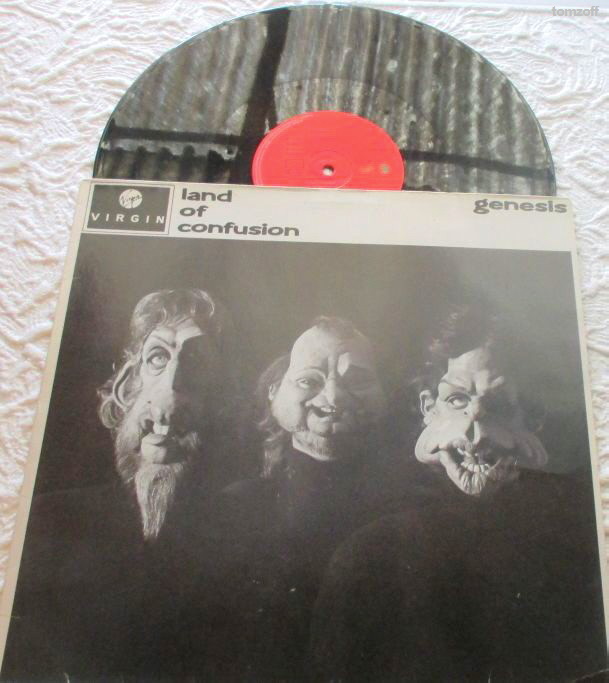 tomzoff
Virgin
VIRGIN
land
of
confusion
genesis